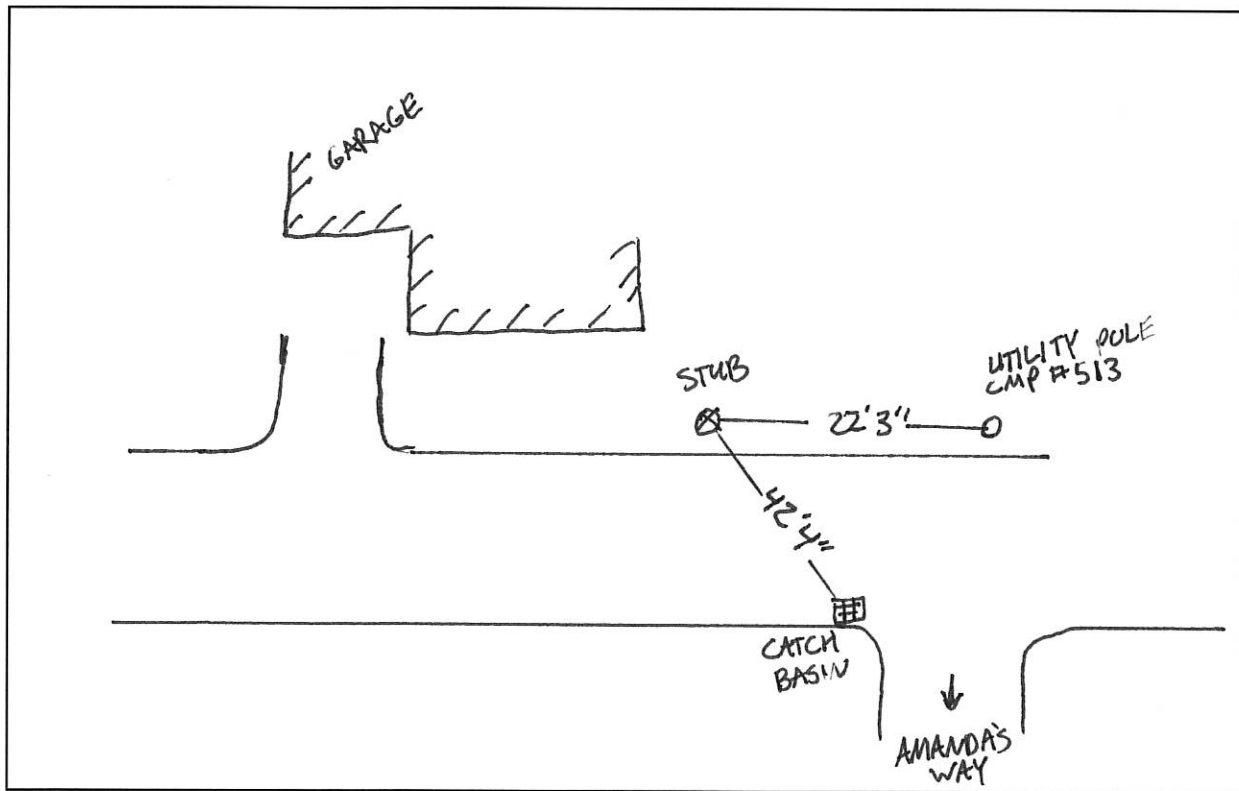 GARAGE
STUB
UTILITY POLE
CMP #513
22'3"
42'4"
CATCH
BASIN
AMANDA'S
WAY